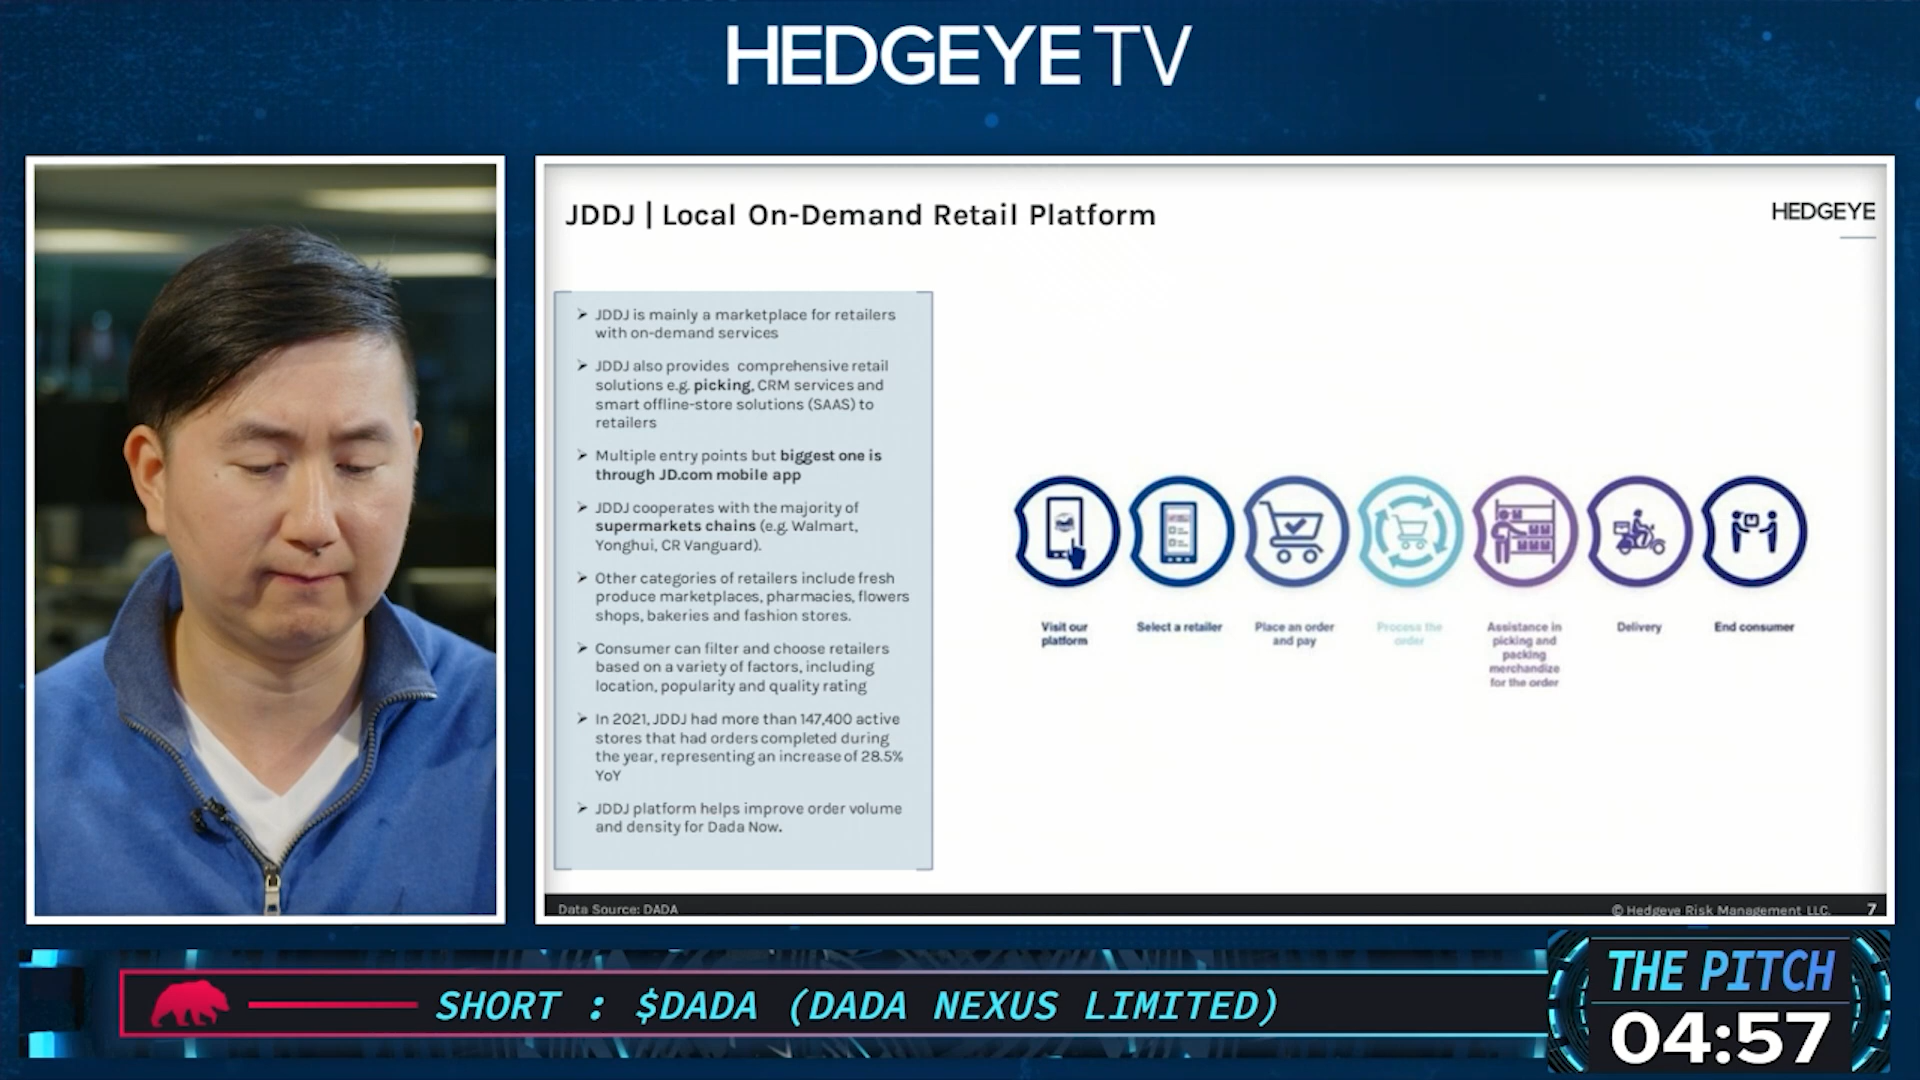 HEDGEYE TV
JDDJ | Local On-Demand Retail Platform
HEDGEYE
➢ JDDJ is mainly a marketplace for retailers
with on-demand services
➢ JDDJ also provides comprehensive retail
solutions e.g. picking, CRM services and
smart offline-store solutions (SAAS) to
retailers
➢ Multiple entry points but biggest one is
through JD.com mobile app
➢ JDDJ cooperates with the majority of
supermarkets chains (e.g. Walmart,
Yonghui, CR Vanguard).
➢ Other categories of retailers include fresh
produce marketplaces, pharmacies, flowers
shops, bakeries and fashion stores.
➢ Consumer can filter and choose retailers
based on a variety of factors, including
location, popularity and quality rating
➢ In 2021, JDDJ had more than 147,400 active
stores that had orders completed during
the year, representing an increase of 28.5%
YoY
➢ JDDJ platform helps improve order volume
and density for Dada Now.
Visit our
platform
Select a retailer
Place an order
and pay
Process the
order
Assistance in
picking and
packing
merchandize
for the order
Delivery
End consumer
Data Source: DADA
© Hedgeye Risk Management LLC.
7
SHORT : $DADA (DADA NEXUS LIMITED)
THE PITCH
04:57